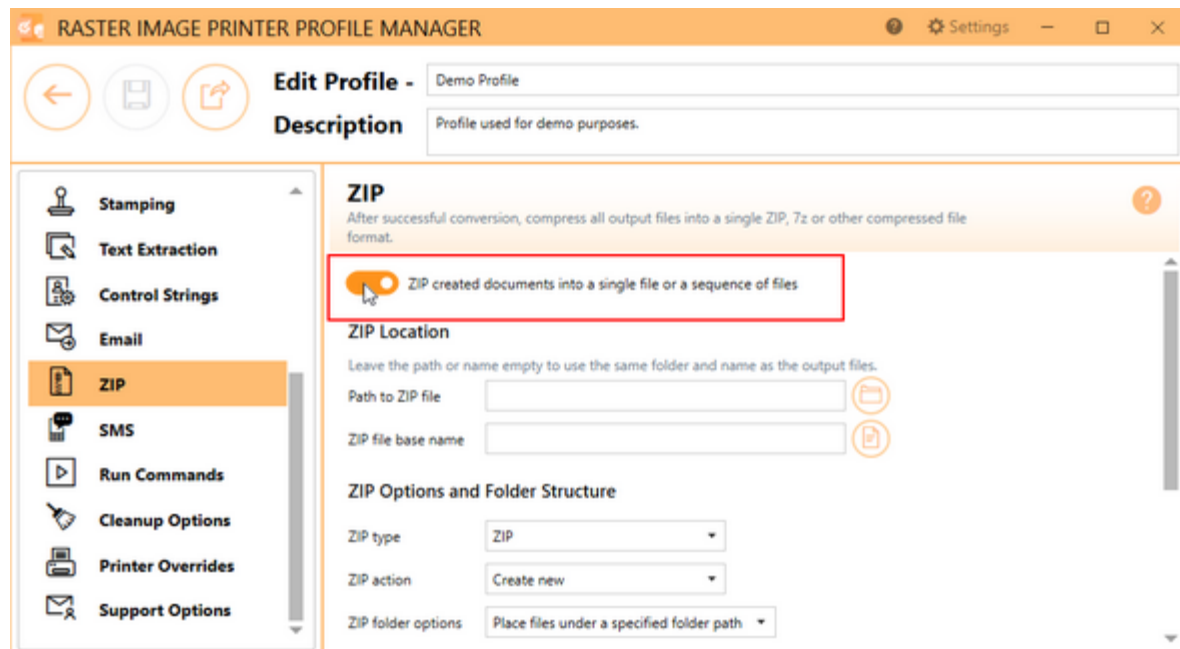 RASTER IMAGE PRINTER PROFILE MANAGER
Settings
Edit Profile - Demo Profile
Description Profile used for demo purposes.
Stamping
Text Extraction
Control Strings
Email
ZIP
SMS
Run Commands
Cleanup Options
Printer Overrides
Support Options
ZIP
After successful conversion, compress all output files into a single ZIP, 7z or other compressed file
format.
ZIP created documents into a single file or a sequence of files
ZIP Location
Leave the path or name empty to use the same folder and name as the output files.
Path to ZIP file
ZIP file base name
ZIP Options and Folder Structure
ZIP type ZIP
ZIP action Create new
ZIP folder options Place files under a specified folder path